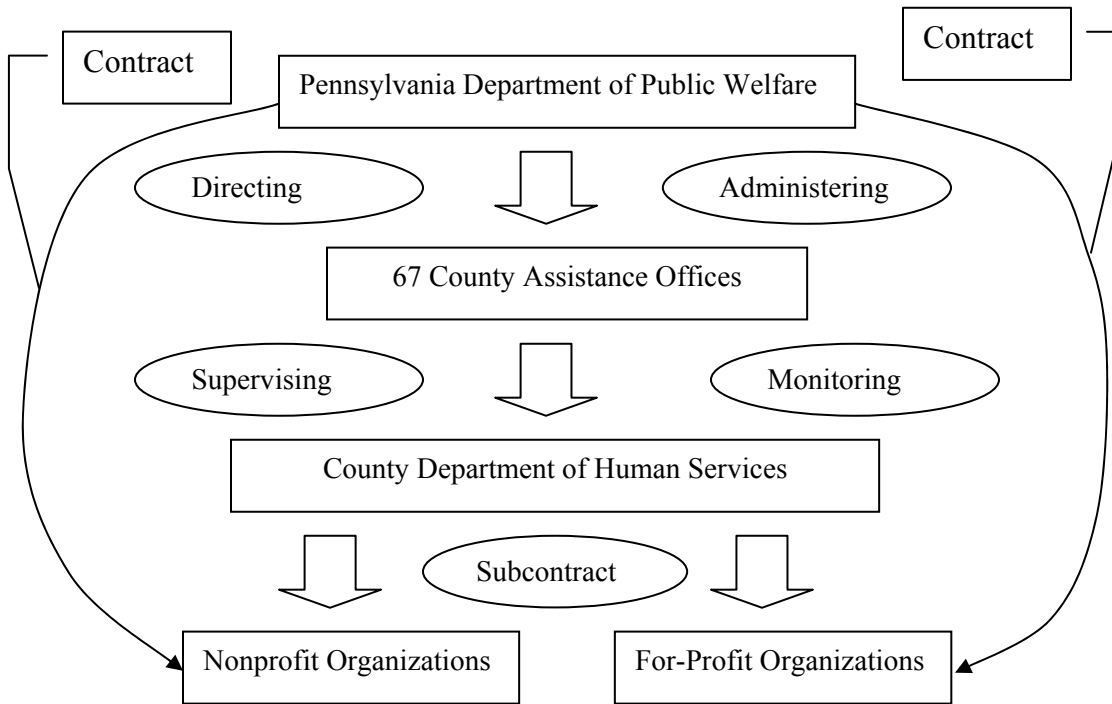 Contract
Contract
Pennsylvania Department of Public Welfare
Directing
Administering
67 County Assistance Offices
Supervising
Monitoring
County Department of Human Services
Subcontract
Nonprofit Organizations
For-Profit Organizations